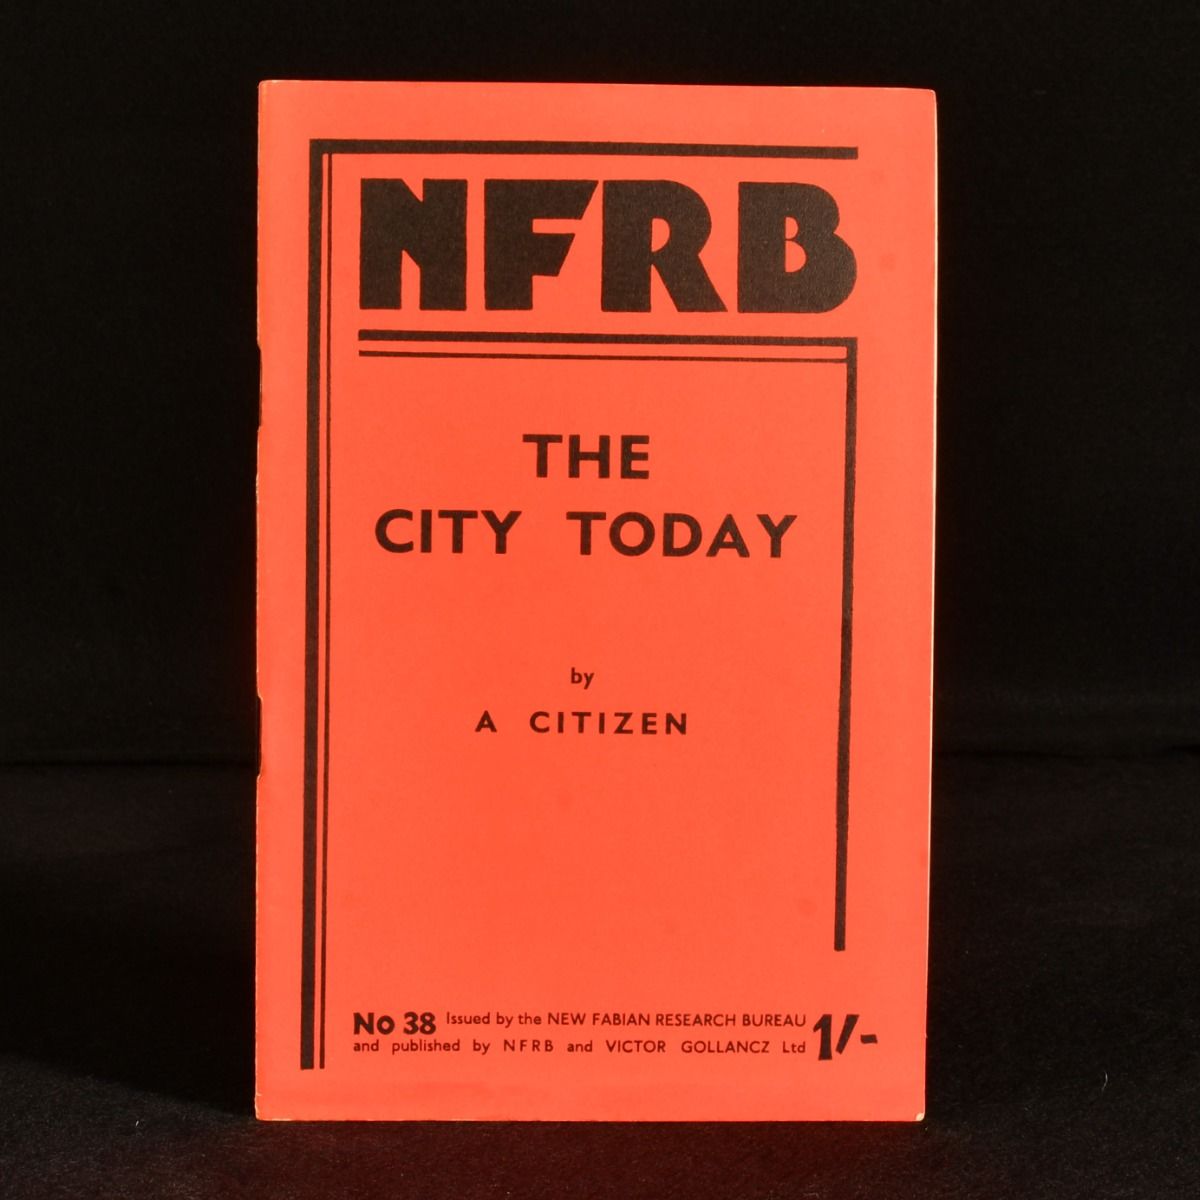 NFRB
THE
CITY TODAY
by
A CITIZEN
No 38 Issued by the NEW FABIAN RESEARCH BUREAU
and published by NFRB and VICTOR GOLLANCZ Ltd
1/-